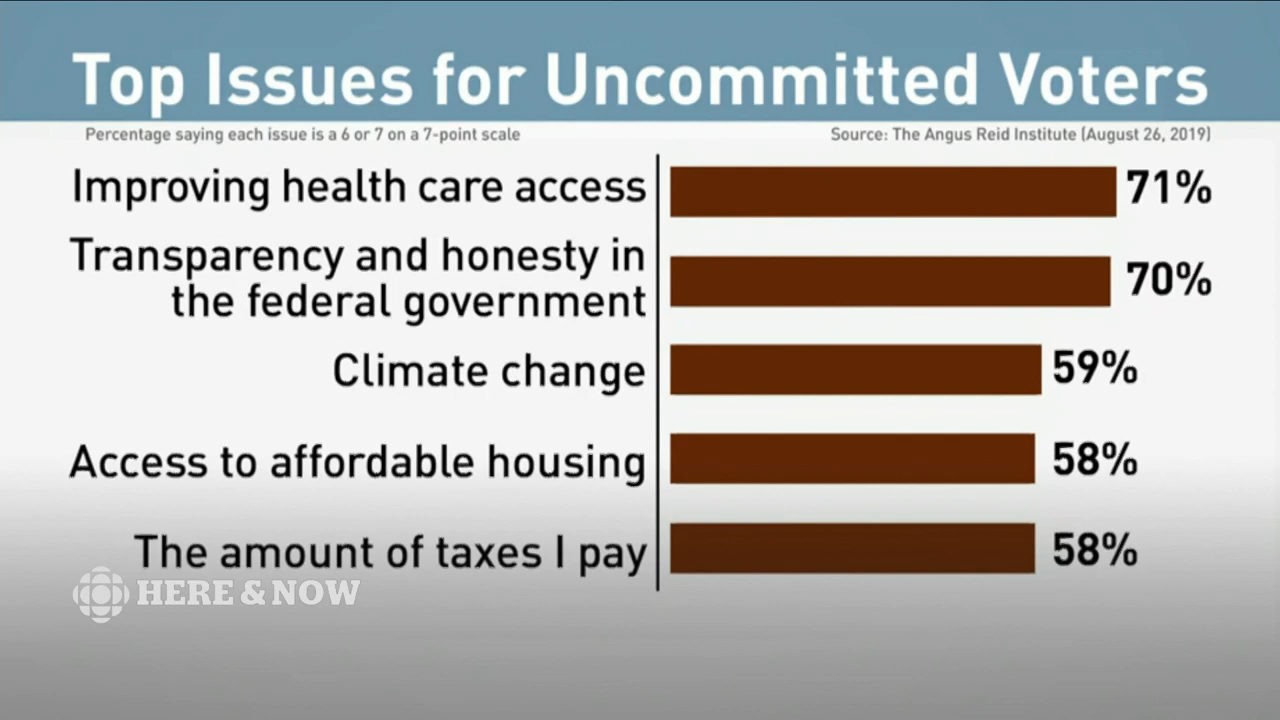 Top Issues for Uncommitted Voters
Percentage saying each issue is a 6 or 7 on a 7-point scale
Source: The Angus Reid Institute (August 26, 2019)
Improving health care access 71%
Transparency and honesty in
the federal government 70%
Climate change 59%
Access to affordable housing 58%
The amount of taxes I pay 58%
HERE & NOW